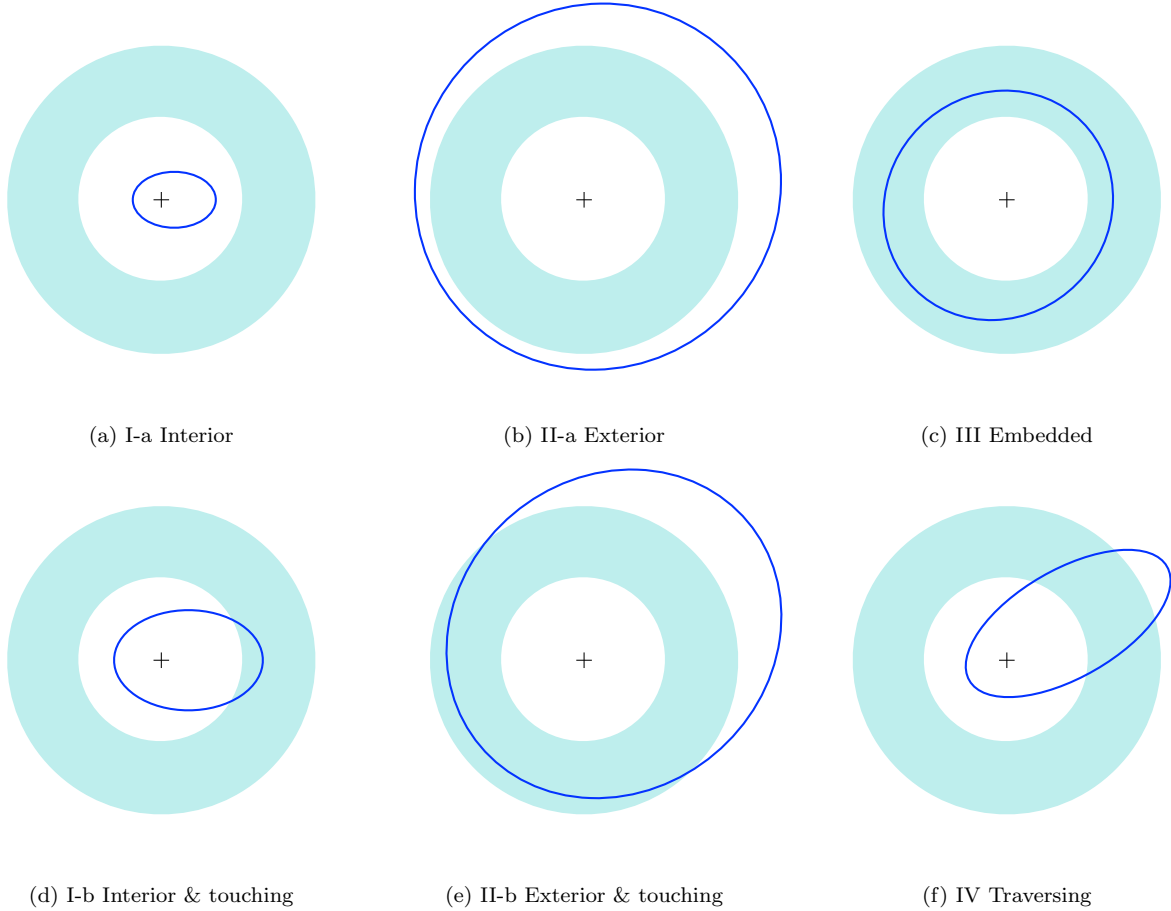 (a) I-a Interior
(b) II-a Exterior
(c) III Embedded
(d) I-b Interior & touching
(e) II-b Exterior & touching
(f) IV Traversing